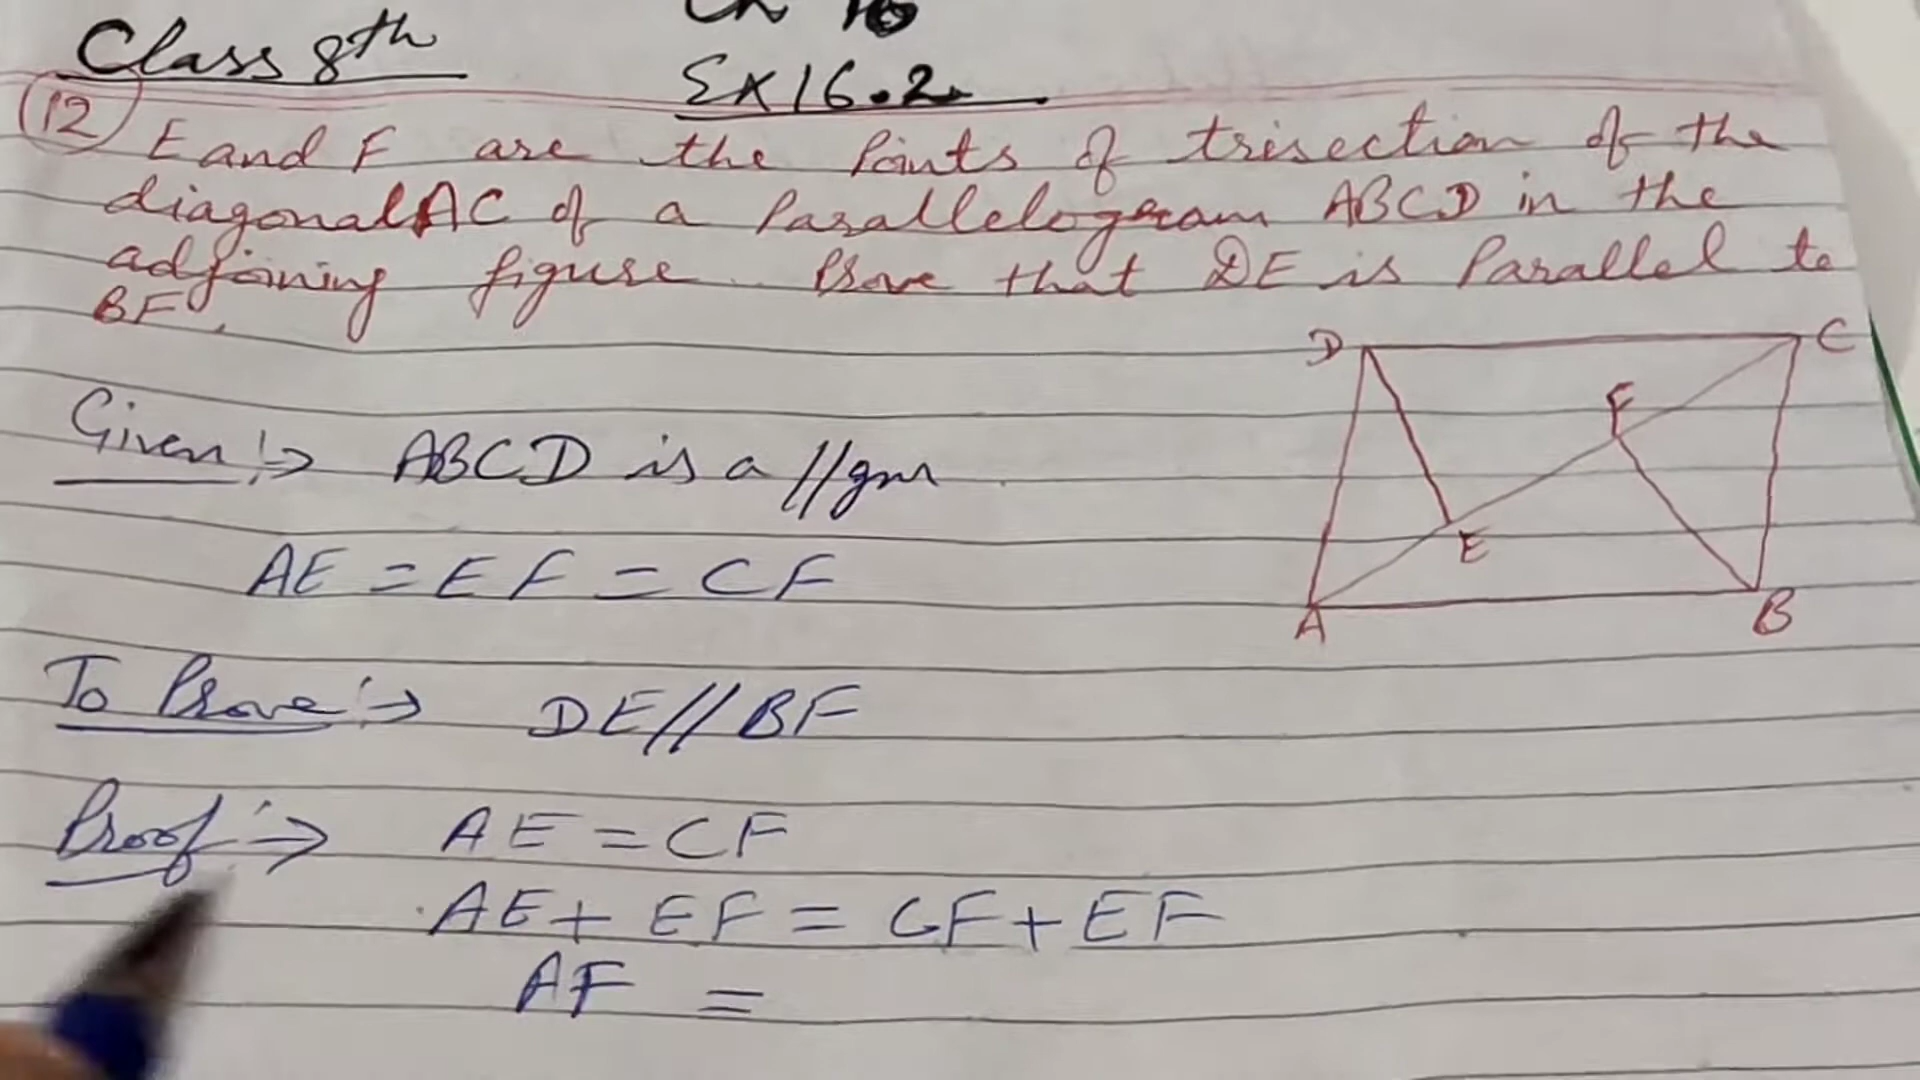 Class 8th
Ch 16
Ex 16.2
(12) E and F are the Points of trisection of the
diagonal AC of a Parallelogram ABCD in the
adjoining figure. Prove that DE is Parallel to
BF.
D
C
F
E
A
B
Given :→ ABCD is a //gm
AE = EF = CF
To Prove :→ DE//BF
Proof :→ AE = CF
AE + EF = CF + EF
AF =